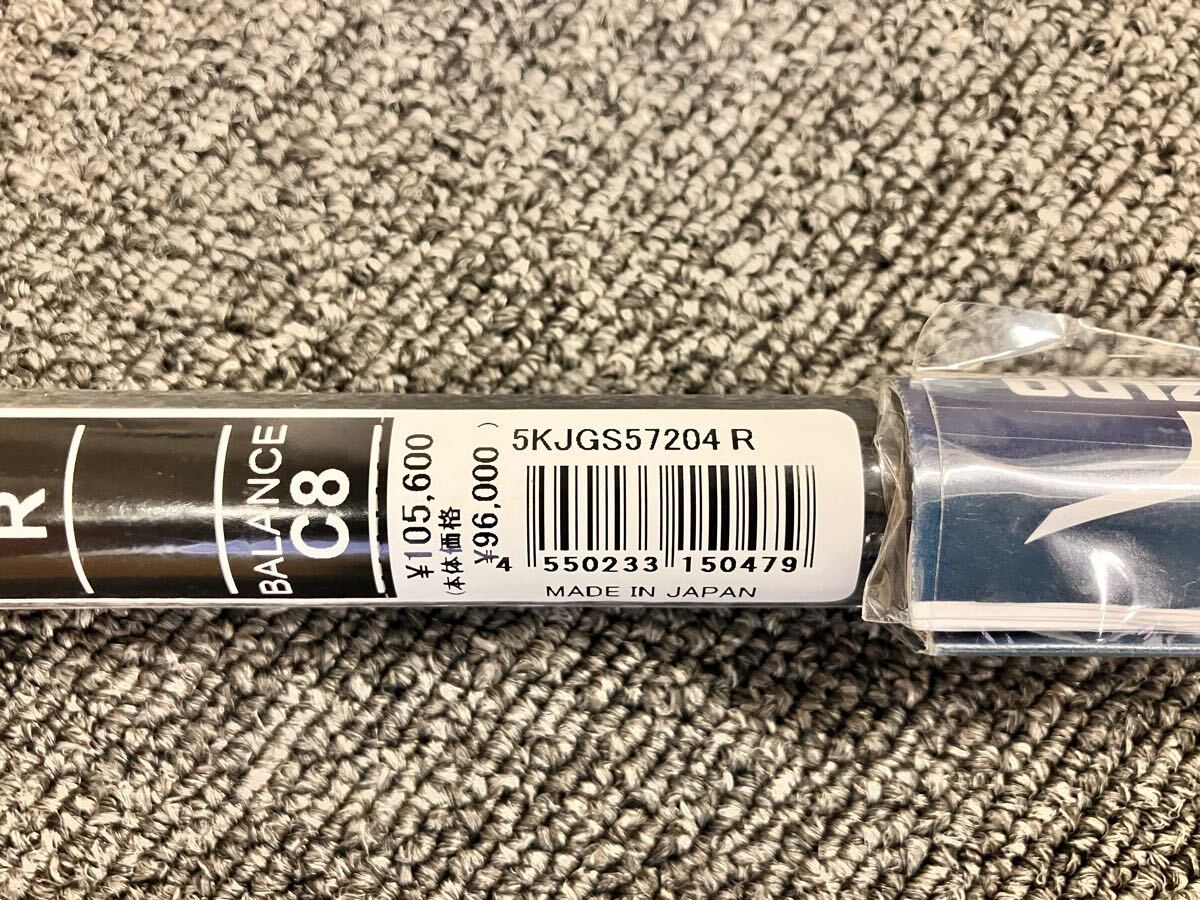 R
BALANCE
C8
¥105,600
(本体価格
¥96,000)
5KJGS57204 R
4 550233 150479
MADE IN JAPAN